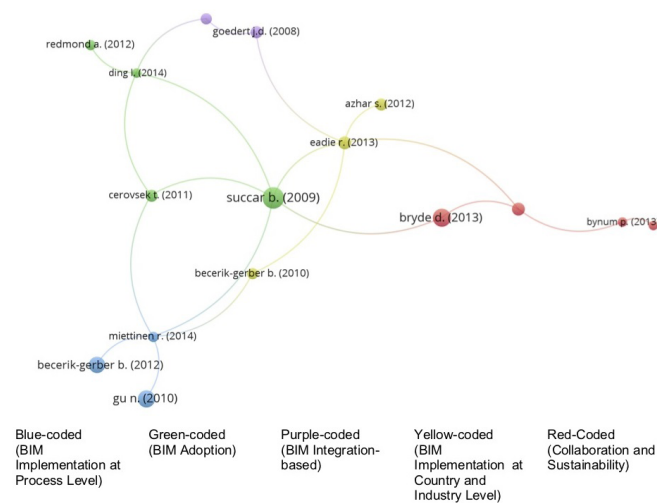 goedert j.d. (2008)
redmond a. (2012)
ding l. (2014)
azhar s. (2012)
eadie r. (2013)
cerovsek t. (2011)
succar b. (2009)
bryde d. (2013)
bynum p. (2013
becerik-gerber b. (2010)
miettinen r. (2014)
becerik-gerber b. (2012)
gu n. (2010)
Blue-coded
(BIM
Implementation at
Process Level)
Green-coded
(BIM Adoption)
Purple-coded
(BIM Integration-
based)
Yellow-coded
(BIM
Implementation at
Country and
Industry Level)
Red-Coded
(Collaboration and
Sustainability)